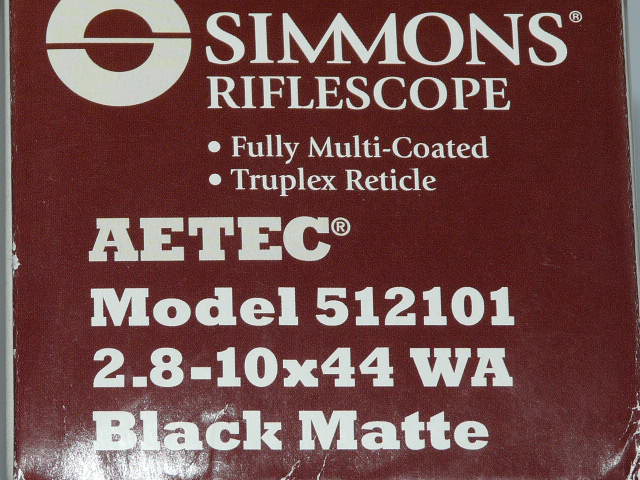 SIMMONS®
RIFLESCOPE
• Fully Multi-Coated
• Truplex Reticle
AETEC®
Model 512101
2.8-10x44 WA
Black Matte